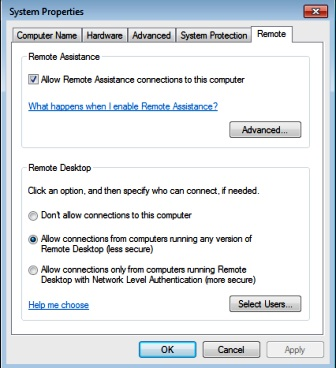 System Properties
Computer Name Hardware Advanced System Protection Remote
Remote Assistance
Allow Remote Assistance connections to this computer
What happens when I enable Remote Assistance?
Advanced...
Remote Desktop
Click an option, and then specify who can connect, if needed.
Don't allow connections to this computer
Allow connections from computers running any version of
Remote Desktop (less secure)
Allow connections only from computers running Remote
Desktop with Network Level Authentication (more secure)
Help me choose
Select Users...
OK Cancel Apply